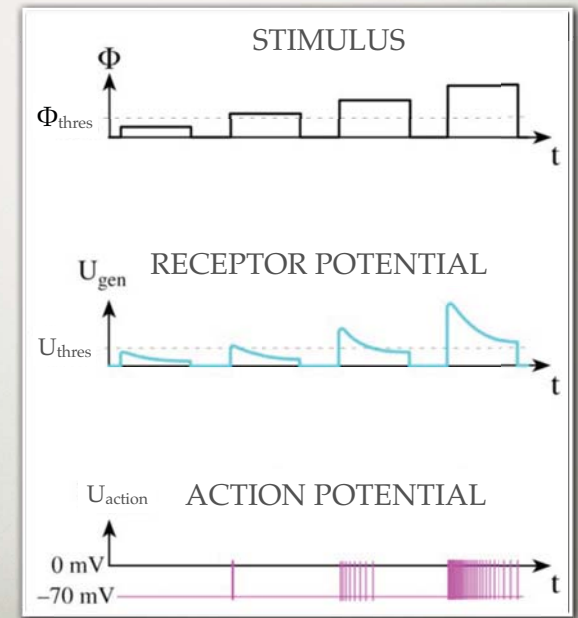 STIMULUS
Φ
Φthres
t
RECEPTOR POTENTIAL
Ugen
Uthres
t
ACTION POTENTIAL
Uaction
0 mV
t
−70 mV